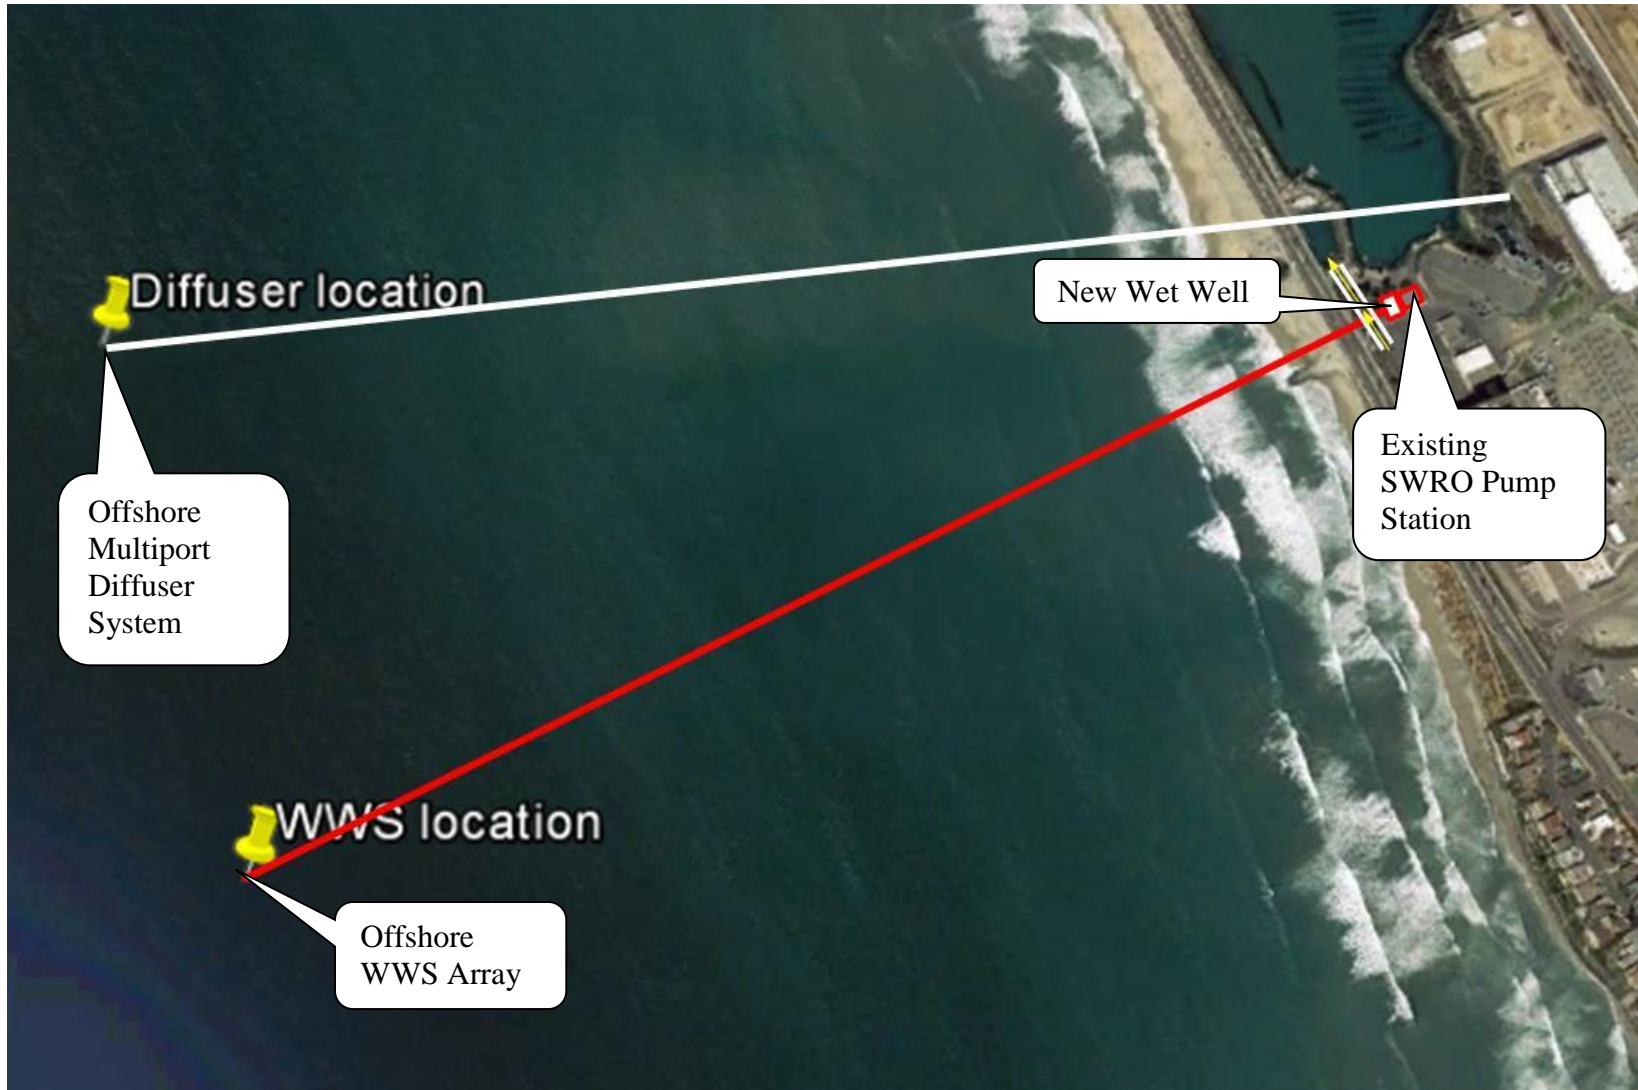 Diffuser location
New Wet Well
Existing
SWRO Pump
Station
Offshore
Multiport
Diffuser
System
WWS location
Offshore
WWS Array